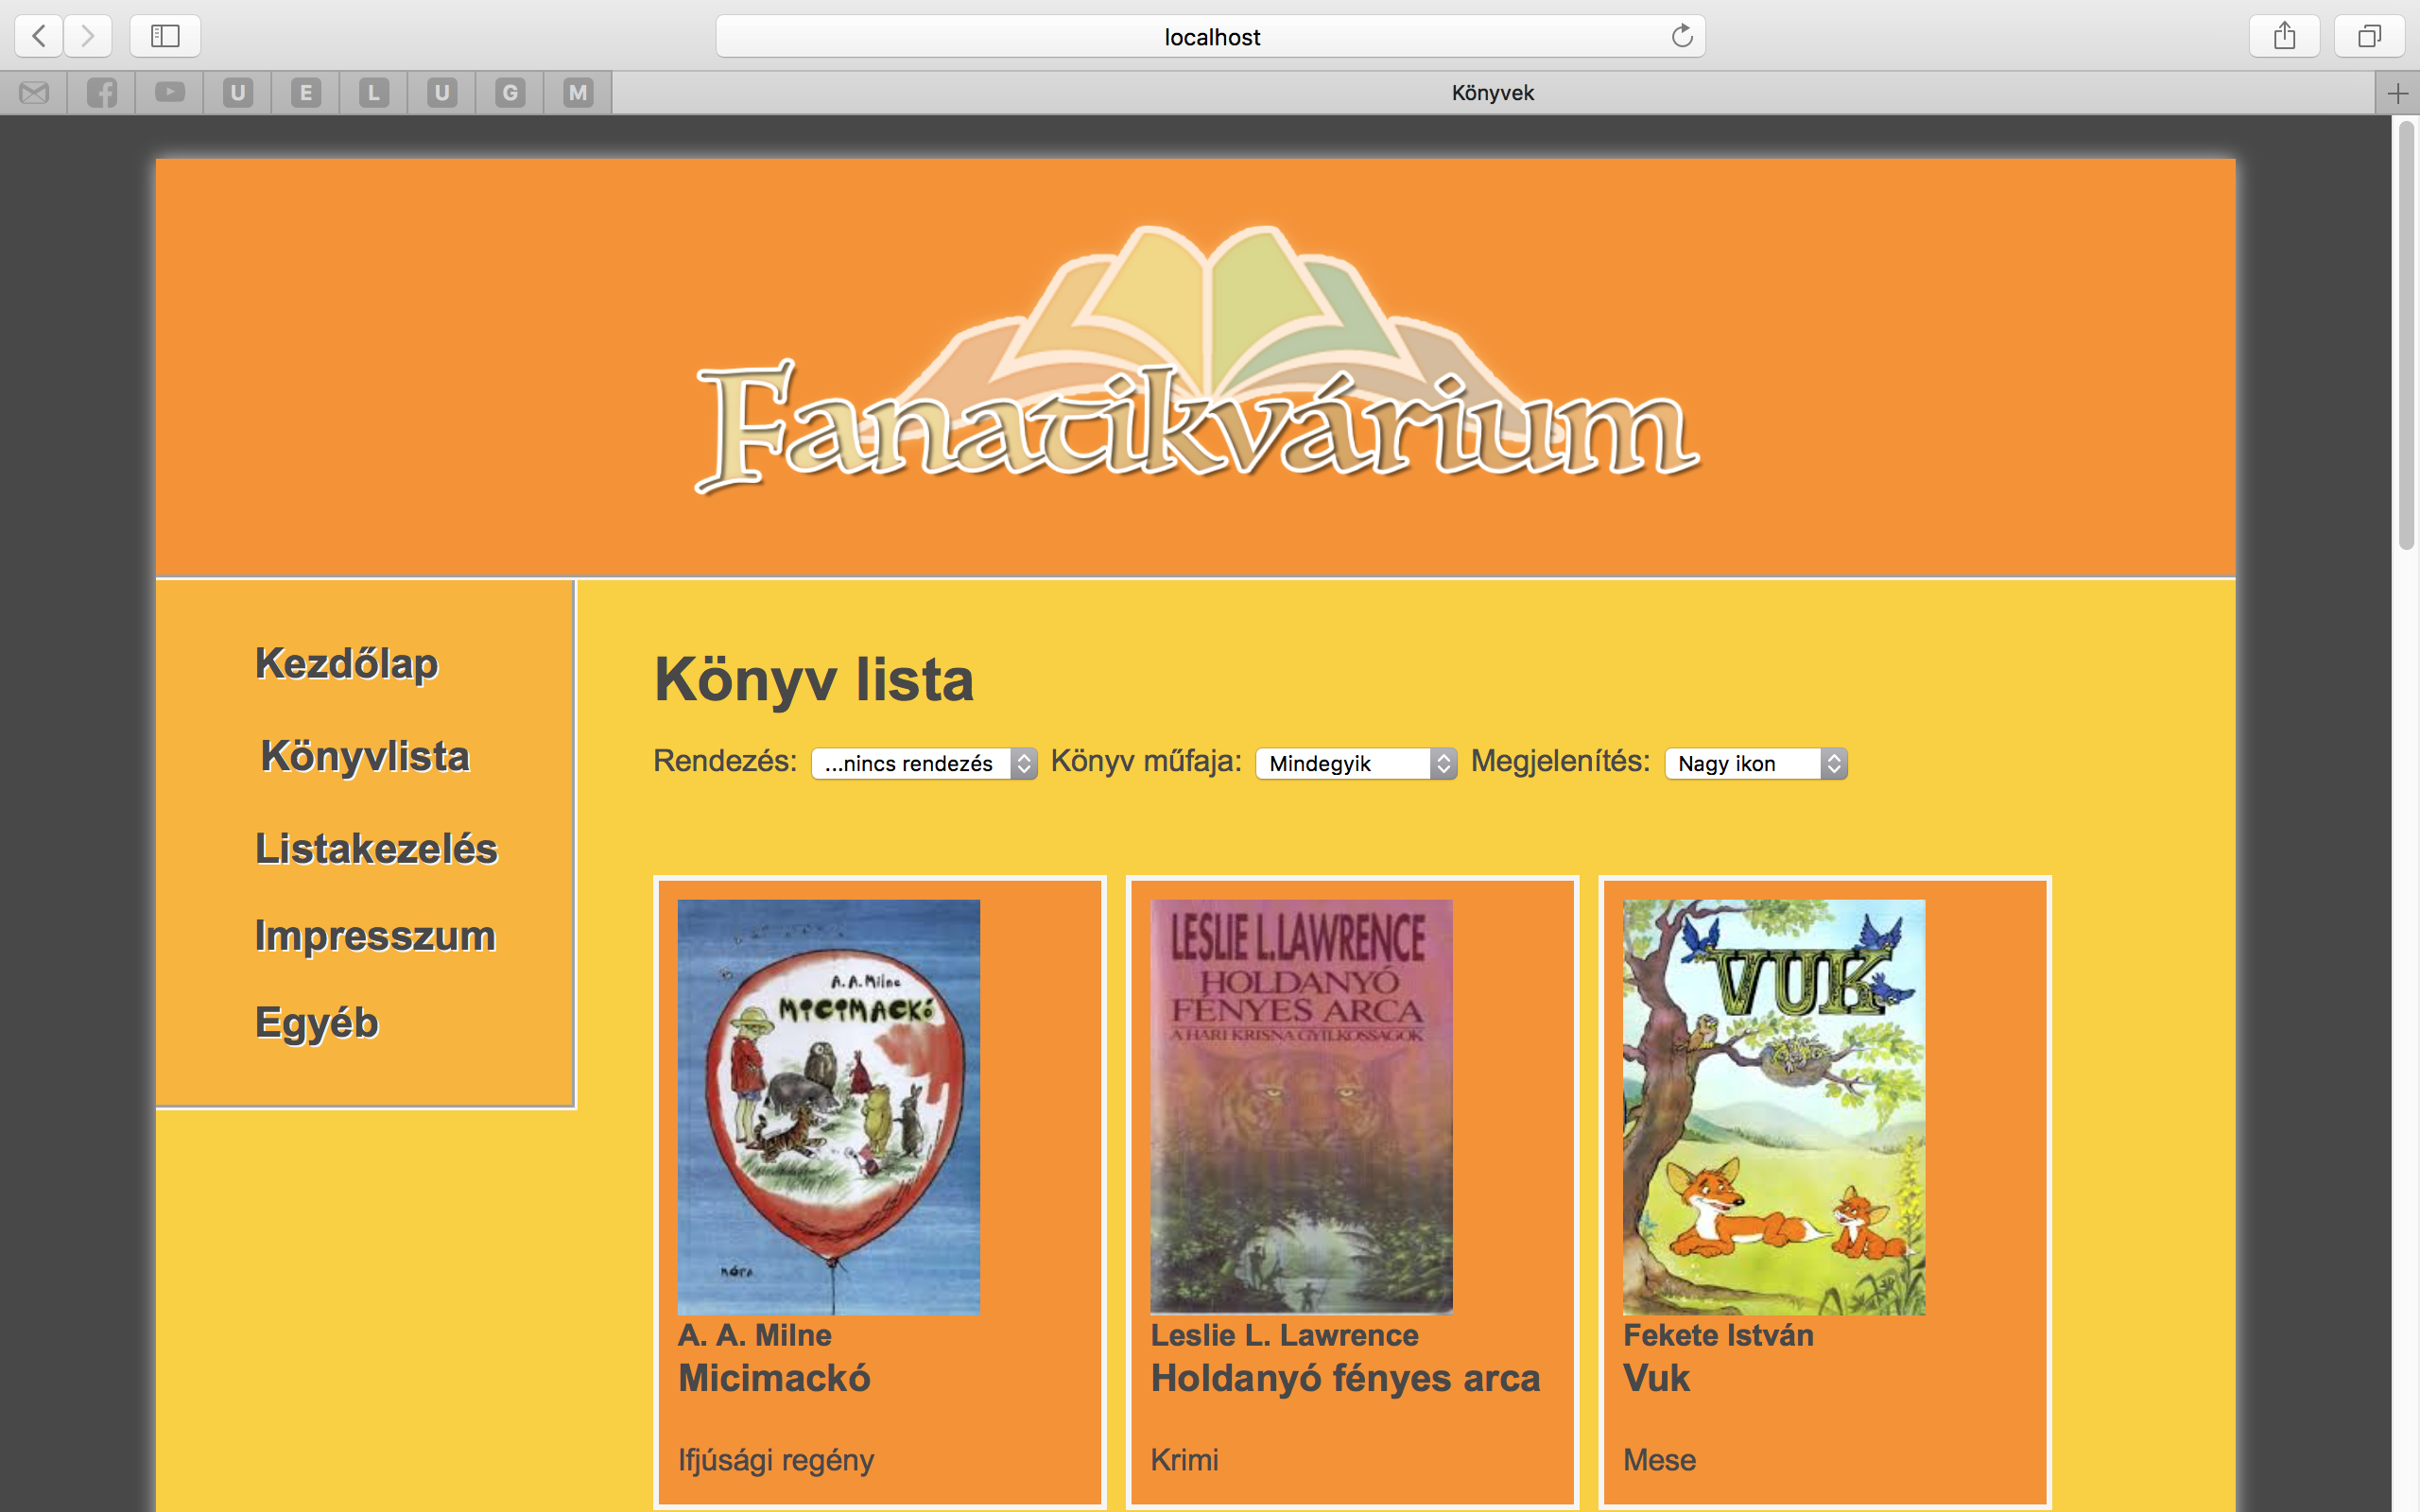 localhost
U E L U G M Könyvek
Fanatikvárium
Kezdőlap
Könyvlista
Listakezelés
Impresszum
Egyéb
Könyv lista
Rendezés: ...nincs rendezés Könyv műfaja: Mindegyik Megjelenítés: Nagy ikon
A. A. Milne
MICIMACKÓ
MÓRA
A. A. Milne
Micimackó
Ifjúsági regény
LESLIE L. LAWRENCE
HOLDANYÓ
FÉNYES ARCA
A HARI KRISNA GYILKOSSÁGOK
Leslie L. Lawrence
Holdanyó fényes arca
Krimi
VUK
Fekete István
Vuk
Mese